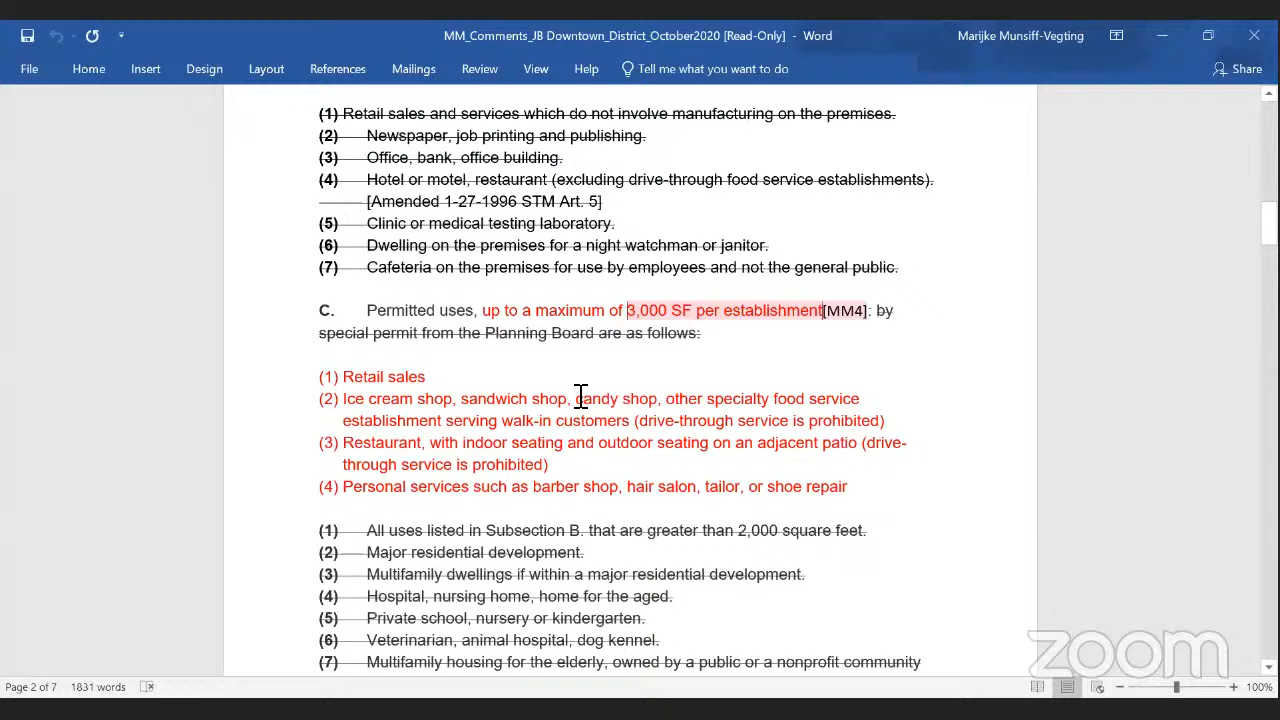 MM_Comments_JB Downtown_District_October2020 [Read-Only] - Word
Marijke Munsiff-Vegting
File Home Insert Design Layout References Mailings Review View Help Tell me what you want to do Share
(1) Retail sales and services which do not involve manufacturing on the premises.
(2) Newspaper, job printing and publishing.
(3) Office, bank, office building.
(4) Hotel or motel, restaurant (excluding drive-through food service establishments).
[Amended 1-27-1996 STM Art. 5]
(5) Clinic or medical testing laboratory.
(6) Dwelling on the premises for a night watchman or janitor.
(7) Cafeteria on the premises for use by employees and not the general public.
C. Permitted uses, up to a maximum of 3,000 SF per establishment[MM4]: by
special permit from the Planning Board are as follows:
(1) Retail sales
(2) Ice cream shop, sandwich shop, candy shop, other specialty food service
establishment serving walk-in customers (drive-through service is prohibited)
(3) Restaurant, with indoor seating and outdoor seating on an adjacent patio (drive-
through service is prohibited)
(4) Personal services such as barber shop, hair salon, tailor, or shoe repair
(1) All uses listed in Subsection B. that are greater than 2,000 square feet.
(2) Major residential development.
(3) Multifamily dwellings if within a major residential development.
(4) Hospital, nursing home, home for the aged.
(5) Private school, nursery or kindergarten.
(6) Veterinarian, animal hospital, dog kennel.
(7) Multifamily housing for the elderly, owned by a public or a nonprofit community
zoom
Page 2 of 7 1831 words 100%